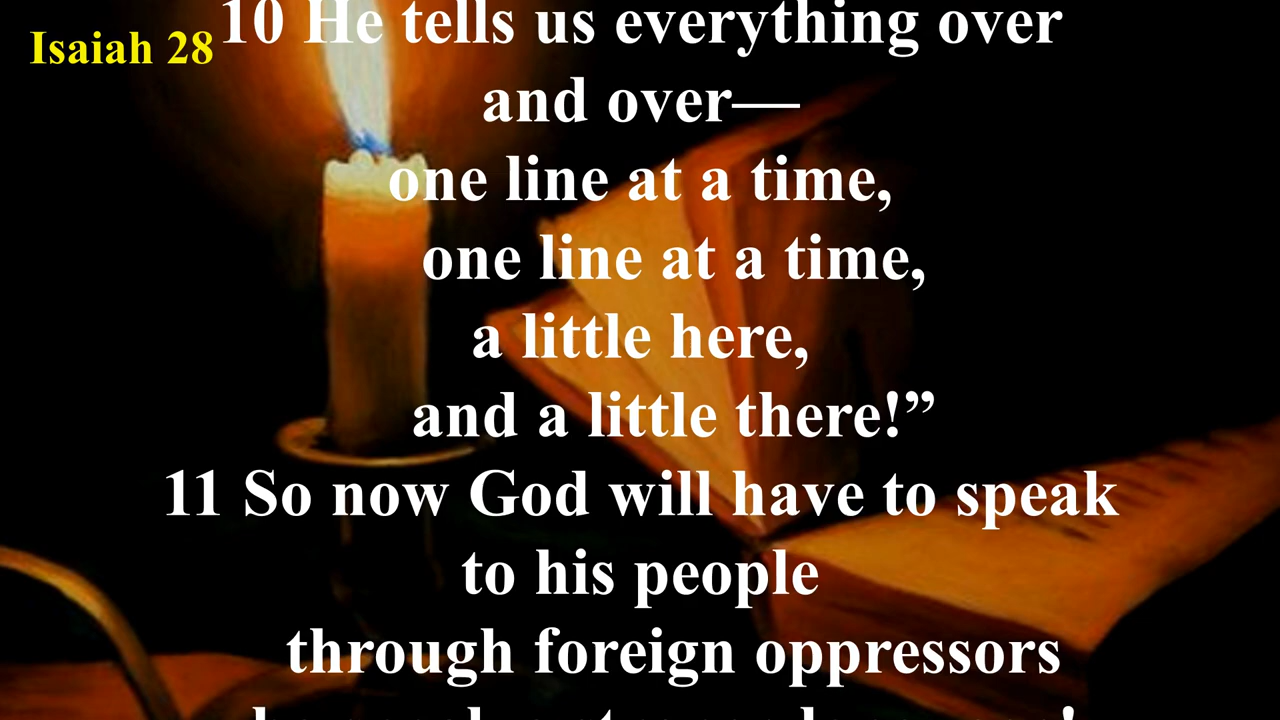 Isaiah 28
10 He tells us everything over
and over—
one line at a time,
one line at a time,
a little here,
and a little there!”
11 So now God will have to speak
to his people
through foreign oppressors